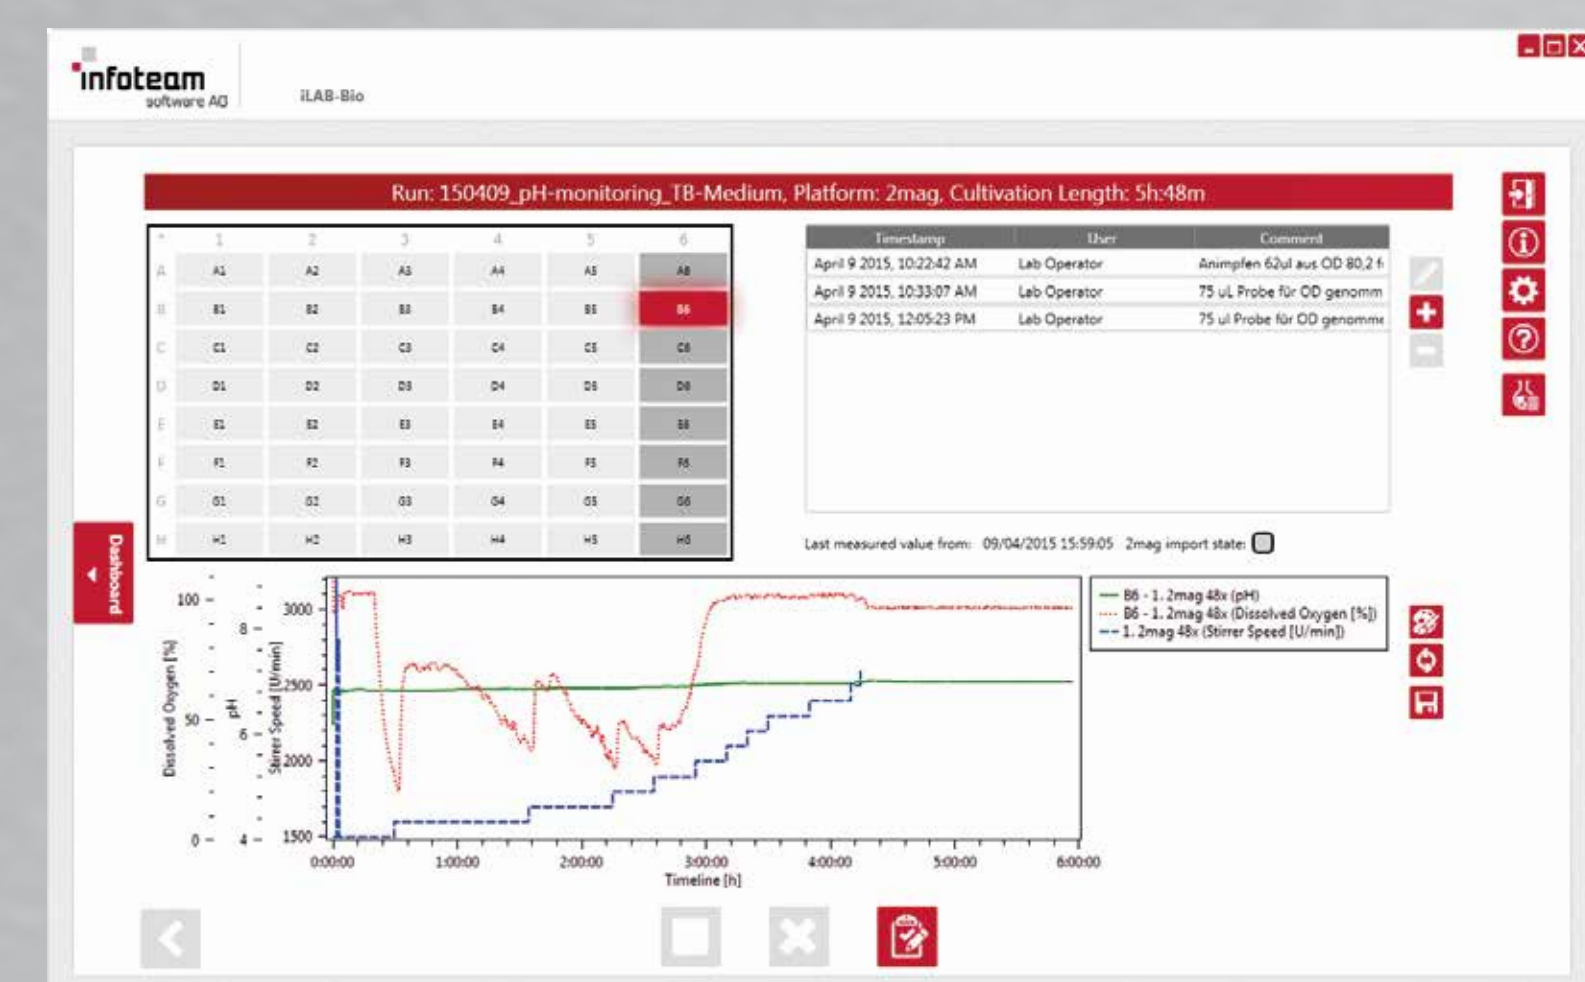 infoteam
software AG
iLAB-Bio
Run: 150409_pH-monitoring_TB-Medium, Platform: 2mag, Cultivation Length: 5h:48m
* 1 2 3 4 5 6
A A1 A2 A3 A4 A5 A6
B B1 B2 B3 B4 B5 B6
C C1 C2 C3 C4 C5 C6
D D1 D2 D3 D4 D5 D6
E E1 E2 E3 E4 E5 E6
F F1 F2 F3 F4 F5 F6
G G1 G2 G3 G4 G5 G6
H H1 H2 H3 H4 H5 H6
Timestamp User Comment
April 9 2015, 10:22:42 AM Lab Operator Animpfen 62ul aus OD 80,2 f
April 9 2015, 10:33:07 AM Lab Operator 75 uL Probe für OD genomm
April 9 2015, 12:05:23 PM Lab Operator 75 ul Probe für OD genomme
Last measured value from: 09/04/2015 15:59:05 2mag import state:
Dashboard
Dissolved Oxygen [%]
100
50
0
pH
8
6
4
Stirrer Speed [U/min]
3000
2500
2000
1500
0:00:00 1:00:00 2:00:00 3:00:00 4:00:00 5:00:00 6:00:00
Timeline [h]
B6 - 1. 2mag 48x (pH)
B6 - 1. 2mag 48x (Dissolved Oxygen [%])
1. 2mag 48x (Stirrer Speed [U/min])